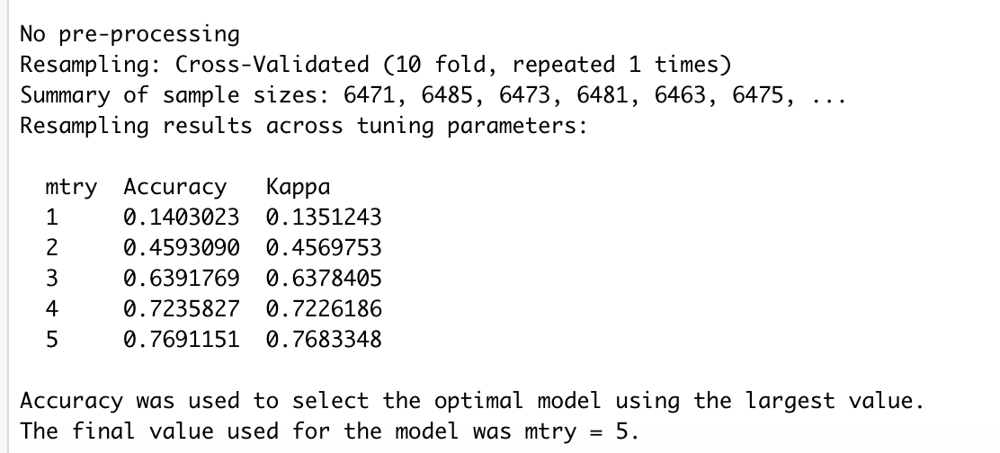 No pre-processing
Resampling: Cross-Validated (10 fold, repeated 1 times)
Summary of sample sizes: 6471, 6485, 6473, 6481, 6463, 6475, ...
Resampling results across tuning parameters:

  mtry  Accuracy   Kappa
  1     0.1403023  0.1351243
  2     0.4593090  0.4569753
  3     0.6391769  0.6378405
  4     0.7235827  0.7226186
  5     0.7691151  0.7683348

Accuracy was used to select the optimal model using the largest value.
The final value used for the model was mtry = 5.